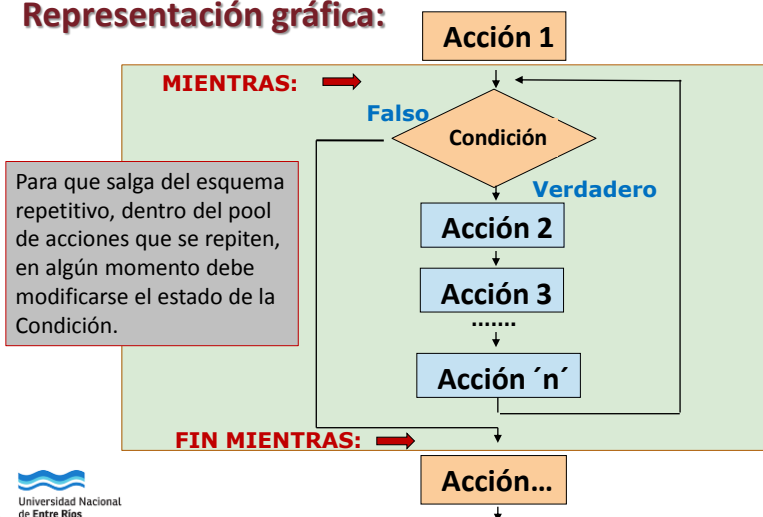 Representación gráfica:
Acción 1
MIENTRAS:
Falso
Condición
Para que salga del esquema
repetitivo, dentro del pool
de acciones que se repiten,
en algún momento debe
modificarse el estado de la
Condición.
Verdadero
Acción 2
Acción 3
.......
Acción ´n´
FIN MIENTRAS:
Acción...
Universidad Nacional
de Entre Ríos